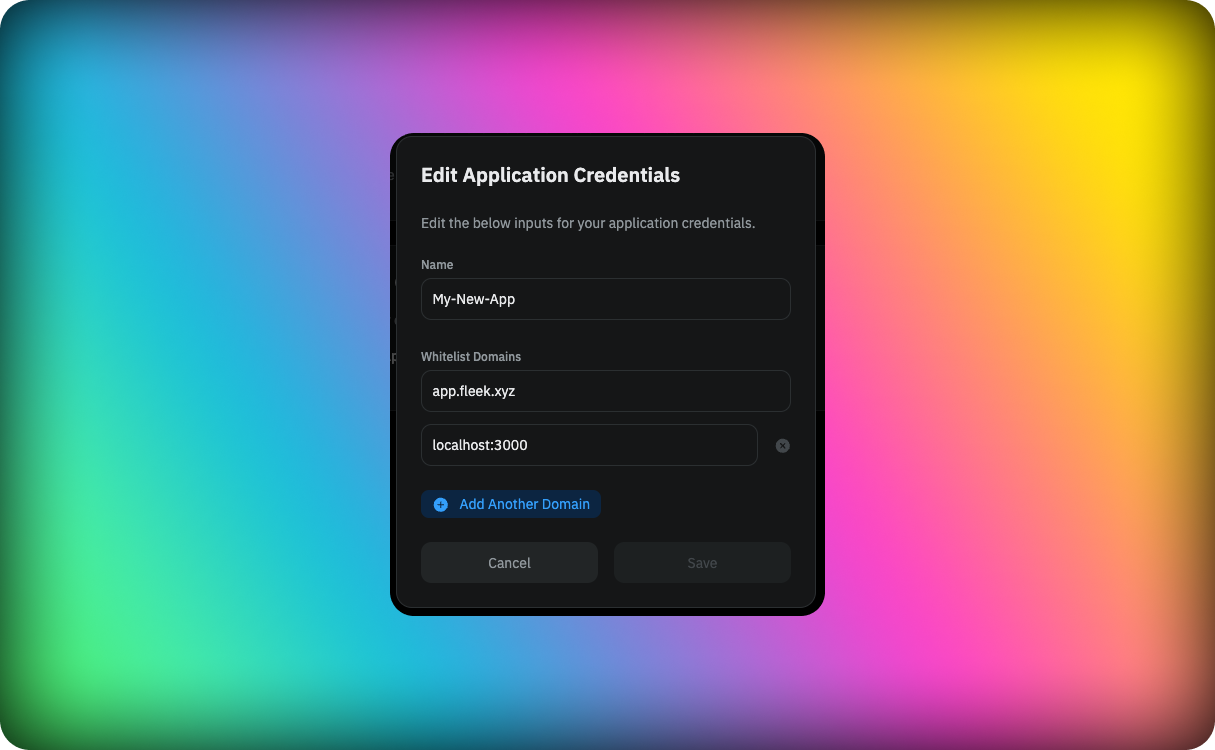 Edit Application Credentials
Edit the below inputs for your application credentials.
Name
My-New-App
Whitelist Domains
app.fleek.xyz
localhost:3000
Add Another Domain
Cancel
Save